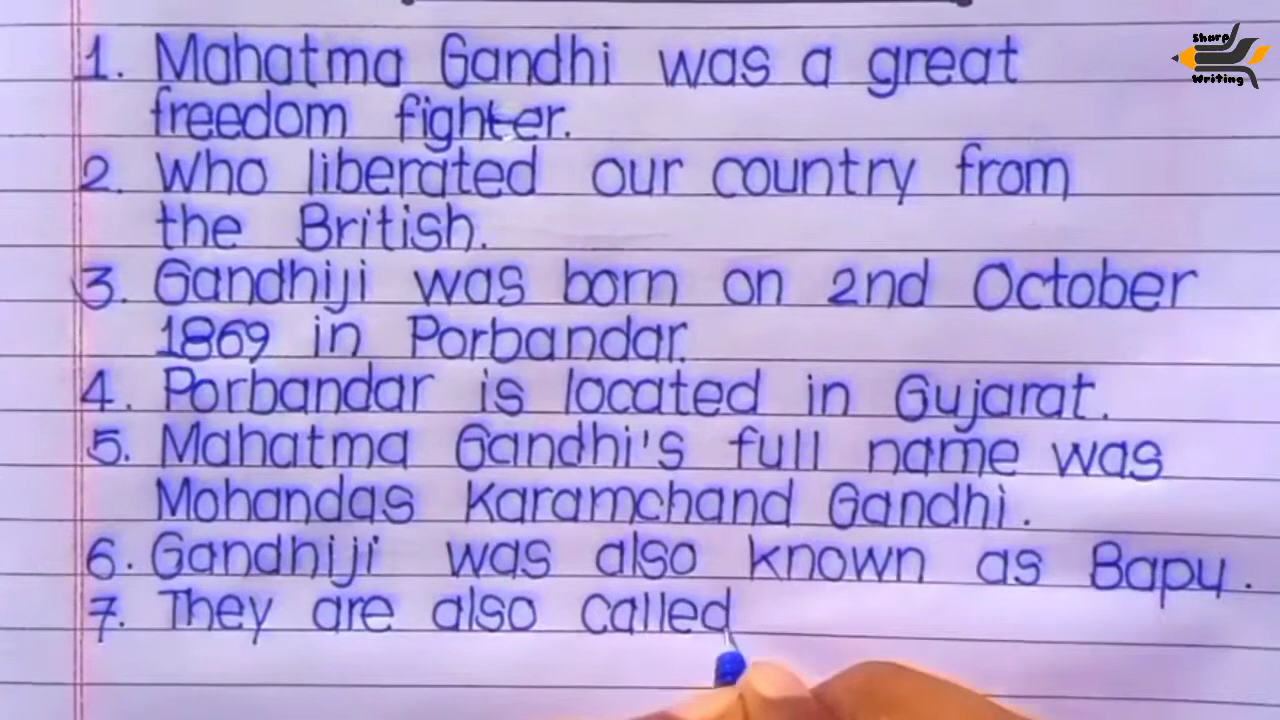 Sharp
Writing
1. Mahatma Gandhi was a great
freedom fighter.
2. Who liberated our country from
the British.
3. Gandhiji was born on 2nd October
1869 in Porbandar.
4. Porbandar is located in Gujarat.
5. Mahatma Gandhi's full name was
Mohandas Karamchand Gandhi.
6. Gandhiji was also known as Bapu.
7. They are also called